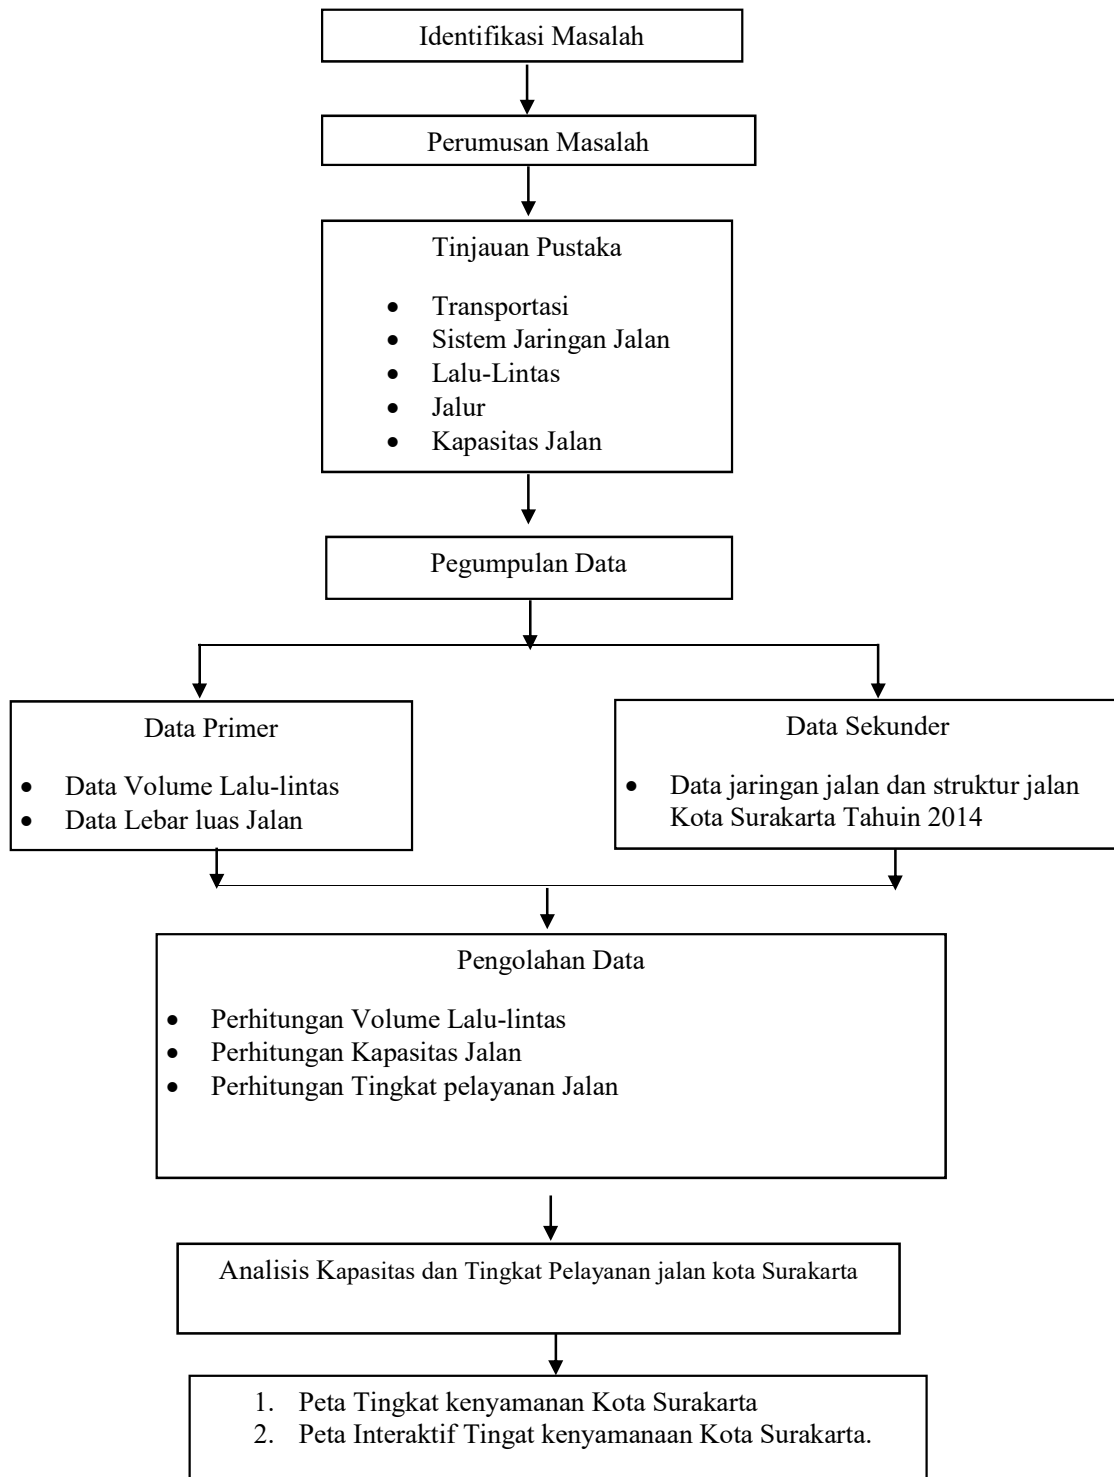 Identifikasi Masalah
Perumusan Masalah
Tinjauan Pustaka
• Transportasi
• Sistem Jaringan Jalan
• Lalu-Lintas
• Jalur
• Kapasitas Jalan
Pegumpulan Data
Data Primer
• Data Volume Lalu-lintas
• Data Lebar luas Jalan
Data Sekunder
• Data jaringan jalan dan struktur jalan
Kota Surakarta Tahuin 2014
Pengolahan Data
• Perhitungan Volume Lalu-lintas
• Perhitungan Kapasitas Jalan
• Perhitungan Tingkat pelayanan Jalan
Analisis Kapasitas dan Tingkat Pelayanan jalan kota Surakarta
1. Peta Tingkat kenyamanan Kota Surakarta
2. Peta Interaktif Tingat kenyamanaan Kota Surakarta.